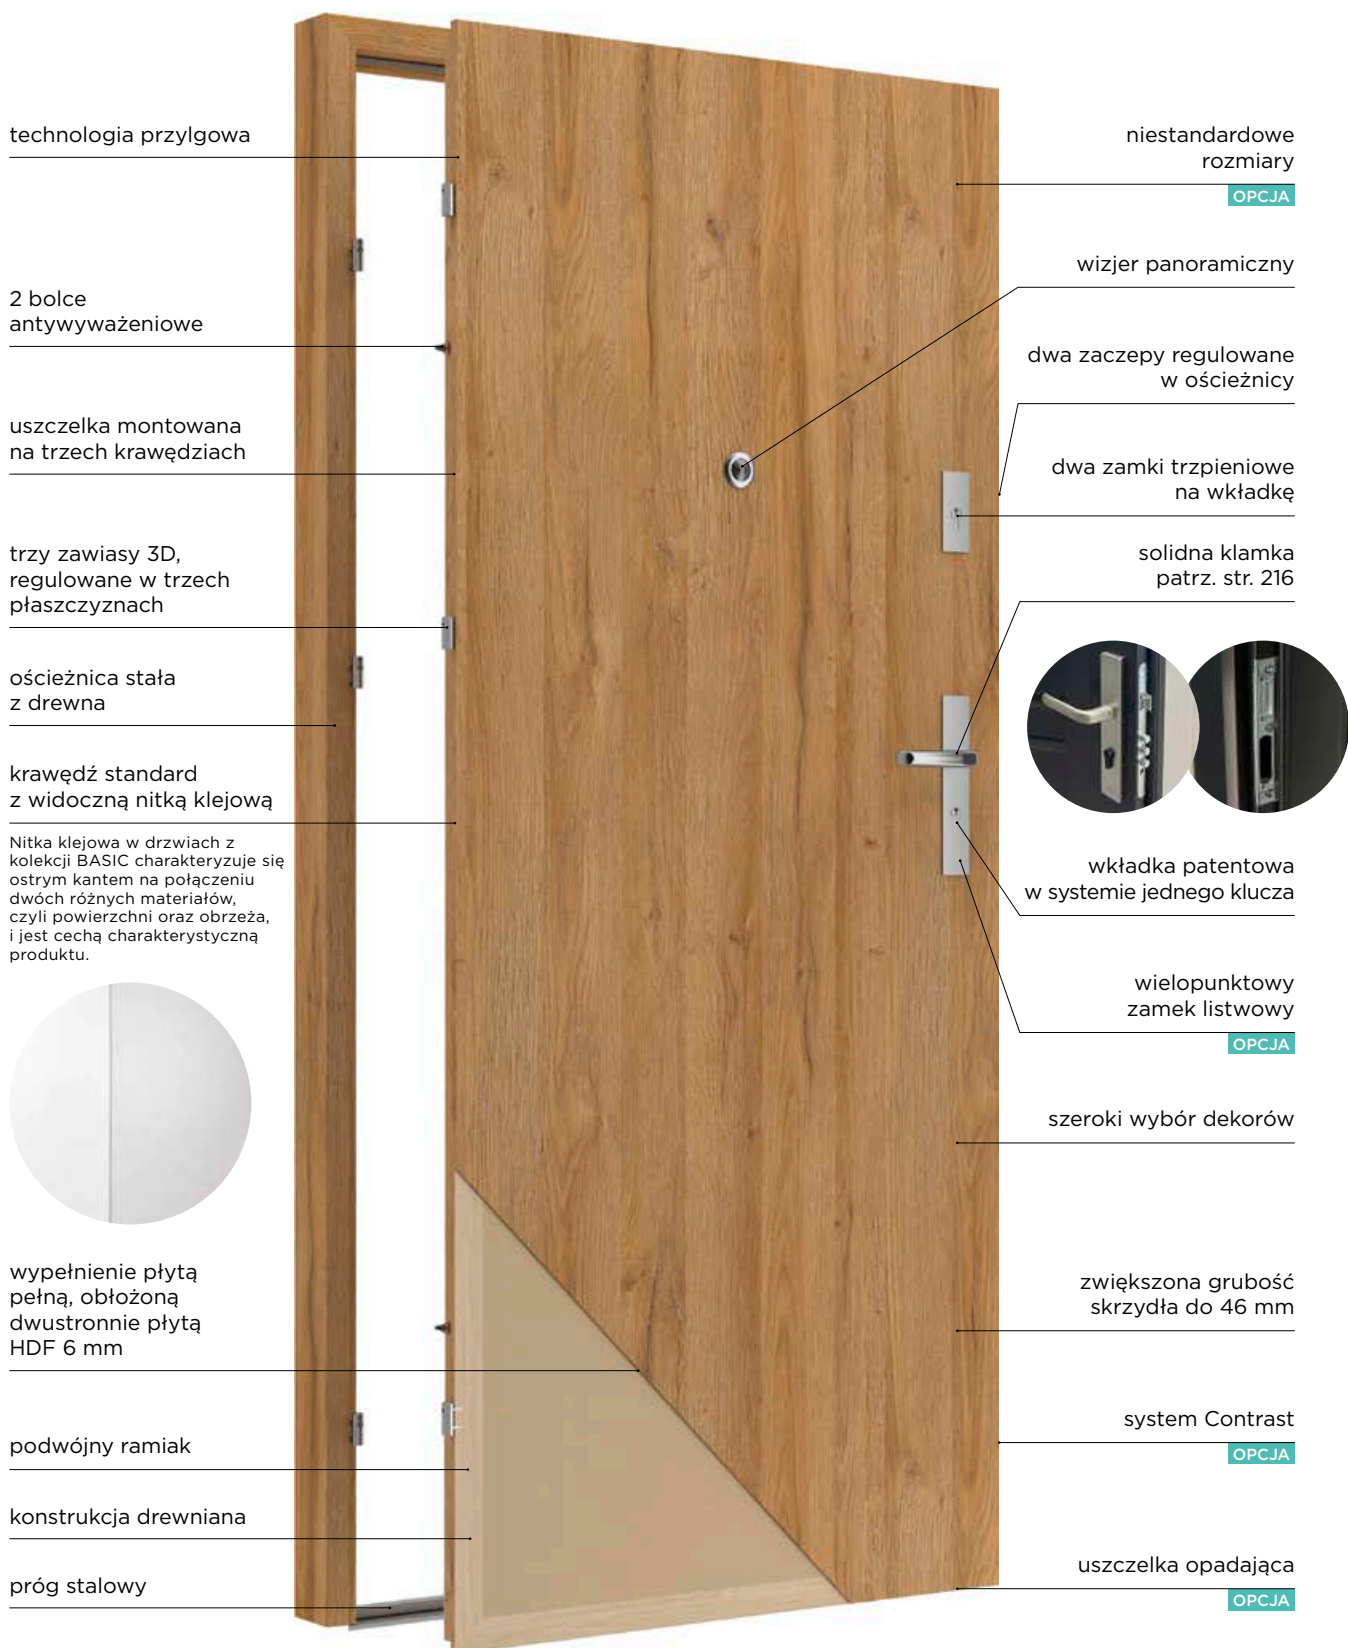 technologia przylgowa
2 bolce
antywyważeniowe
uszczelka montowana
na trzech krawędziach
trzy zawiasy 3D,
regulowane w trzech
płaszczyznach
ościeżnica stała
z drewna
krawędź standard
z widoczną nitką klejową
Nitka klejowa w drzwiach z
kolekcji BASIC charakteryzuje się
ostrym kantem na połączeniu
dwóch różnych materiałów,
czyli powierzchni oraz obrzeża,
i jest cechą charakterystyczną
produktu.
wypełnienie płytą
pełną, obłożoną
dwustronnie płytą
HDF 6 mm
podwójny ramiak
konstrukcja drewniana
próg stalowy
niestandardowe
rozmiary
OPCJA
wizjer panoramiczny
dwa zaczepy regulowane
w ościeżnicy
dwa zamki trzpieniowe
na wkładkę
solidna klamka
patrz. str. 216
wkładka patentowa
w systemie jednego klucza
wielopunktowy
zamek listwowy
OPCJA
szeroki wybór dekorów
zwiększona grubość
skrzydła do 46 mm
system Contrast
OPCJA
uszczelka opadająca
OPCJA